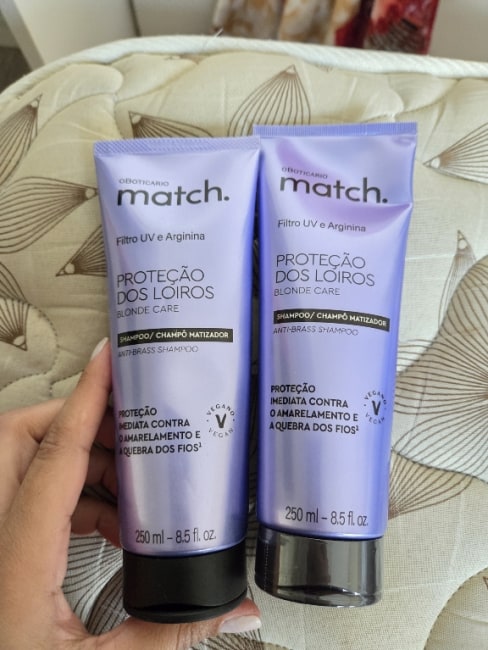 oBOTICÁRIO
match.
Filtro UV e Arginina
PROTEÇÃO
DOS LOIROS
BLONDE CARE
SHAMPOO/ CHAMPÔ MATIZADOR
ANTI-BRASS SHAMPOO
PROTEÇÃO
IMEDIATA CONTRA
O AMARELAMENTO E
A QUEBRA DOS FIOS¹
VEGANO
V
VEGAN
250 ml – 8.5 fl. oz.
oBOTICÁRIO
match.
Filtro UV e Arginina
PROTEÇÃO
DOS LOIROS
BLONDE CARE
SHAMPOO/ CHAMPÔ MATIZADOR
ANTI-BRASS SHAMPOO
PROTEÇÃO
IMEDIATA CONTRA
O AMARELAMENTO E
A QUEBRA DOS FIOS¹
VEGANO
V
VEGAN
250 ml – 8.5 fl. oz.